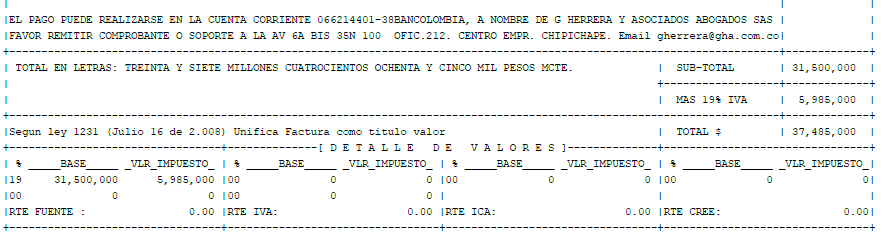 EL PAGO PUEDE REALIZARSE EN LA CUENTA CORRIENTE 066214401-38BANCOLOMBIA, A NOMBRE DE G HERRERA Y ASOCIADOS ABOGADOS SAS
FAVOR REMITIR COMPROBANTE O SOPORTE A LA AV 6A BIS 35N 100  OFIC.212. CENTRO EMPR. CHIPICHAPE. Email gherrera@gha.com.co
TOTAL EN LETRAS: TREINTA Y SIETE MILLONES CUATROCIENTOS OCHENTA Y CINCO MIL PESOS MCTE. | SUB-TOTAL | 31,500,000
MAS 19% IVA | 5,985,000
Segun ley 1231 (Julio 16 de 2.008) Unifica Factura como titulo valor | TOTAL $ | 37,485,000
[ D E T A L L E   D E   V A L O R E S ]
| % _____BASE_____ _VLR_IMPUESTO_ | % _____BASE_____ _VLR_IMPUESTO_ | % _____BASE_____ _VLR_IMPUESTO_ | % _____BASE_____ _VLR_IMPUESTO_
|19 31,500,000 5,985,000 |00 0 0 |00 0 0 |00 0 0|
|00 0 0 |00 0 0 | | |
|RTE FUENTE : 0.00 |RTE IVA: 0.00 |RTE ICA: 0.00 |RTE CREE: 0.00|